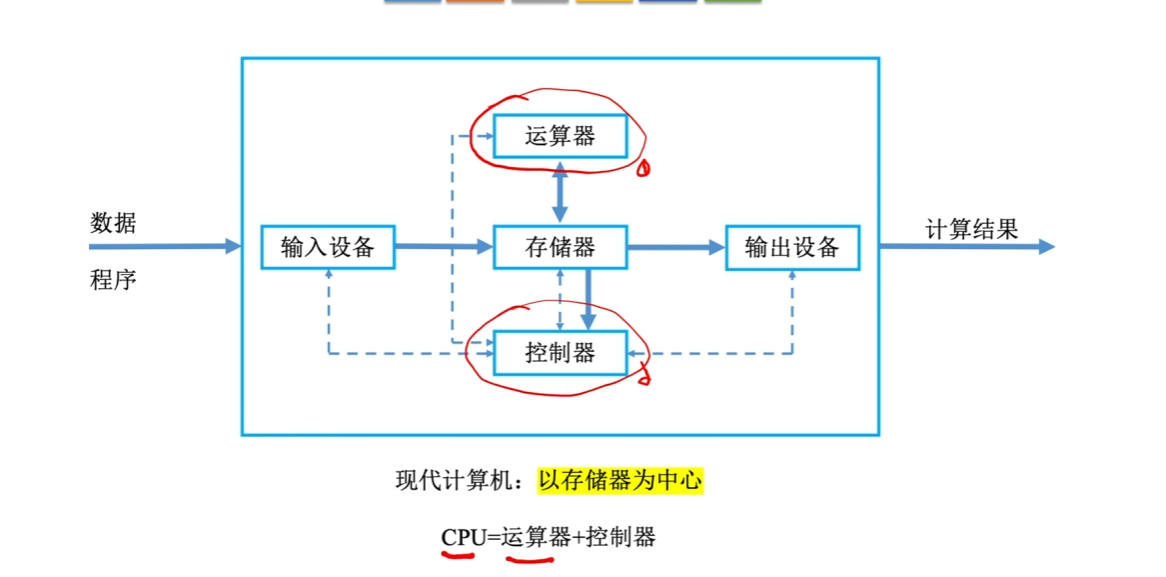 运算器
数据
程序
输入设备
存储器
输出设备
计算结果
控制器
现代计算机：以存储器为中心
CPU=运算器+控制器